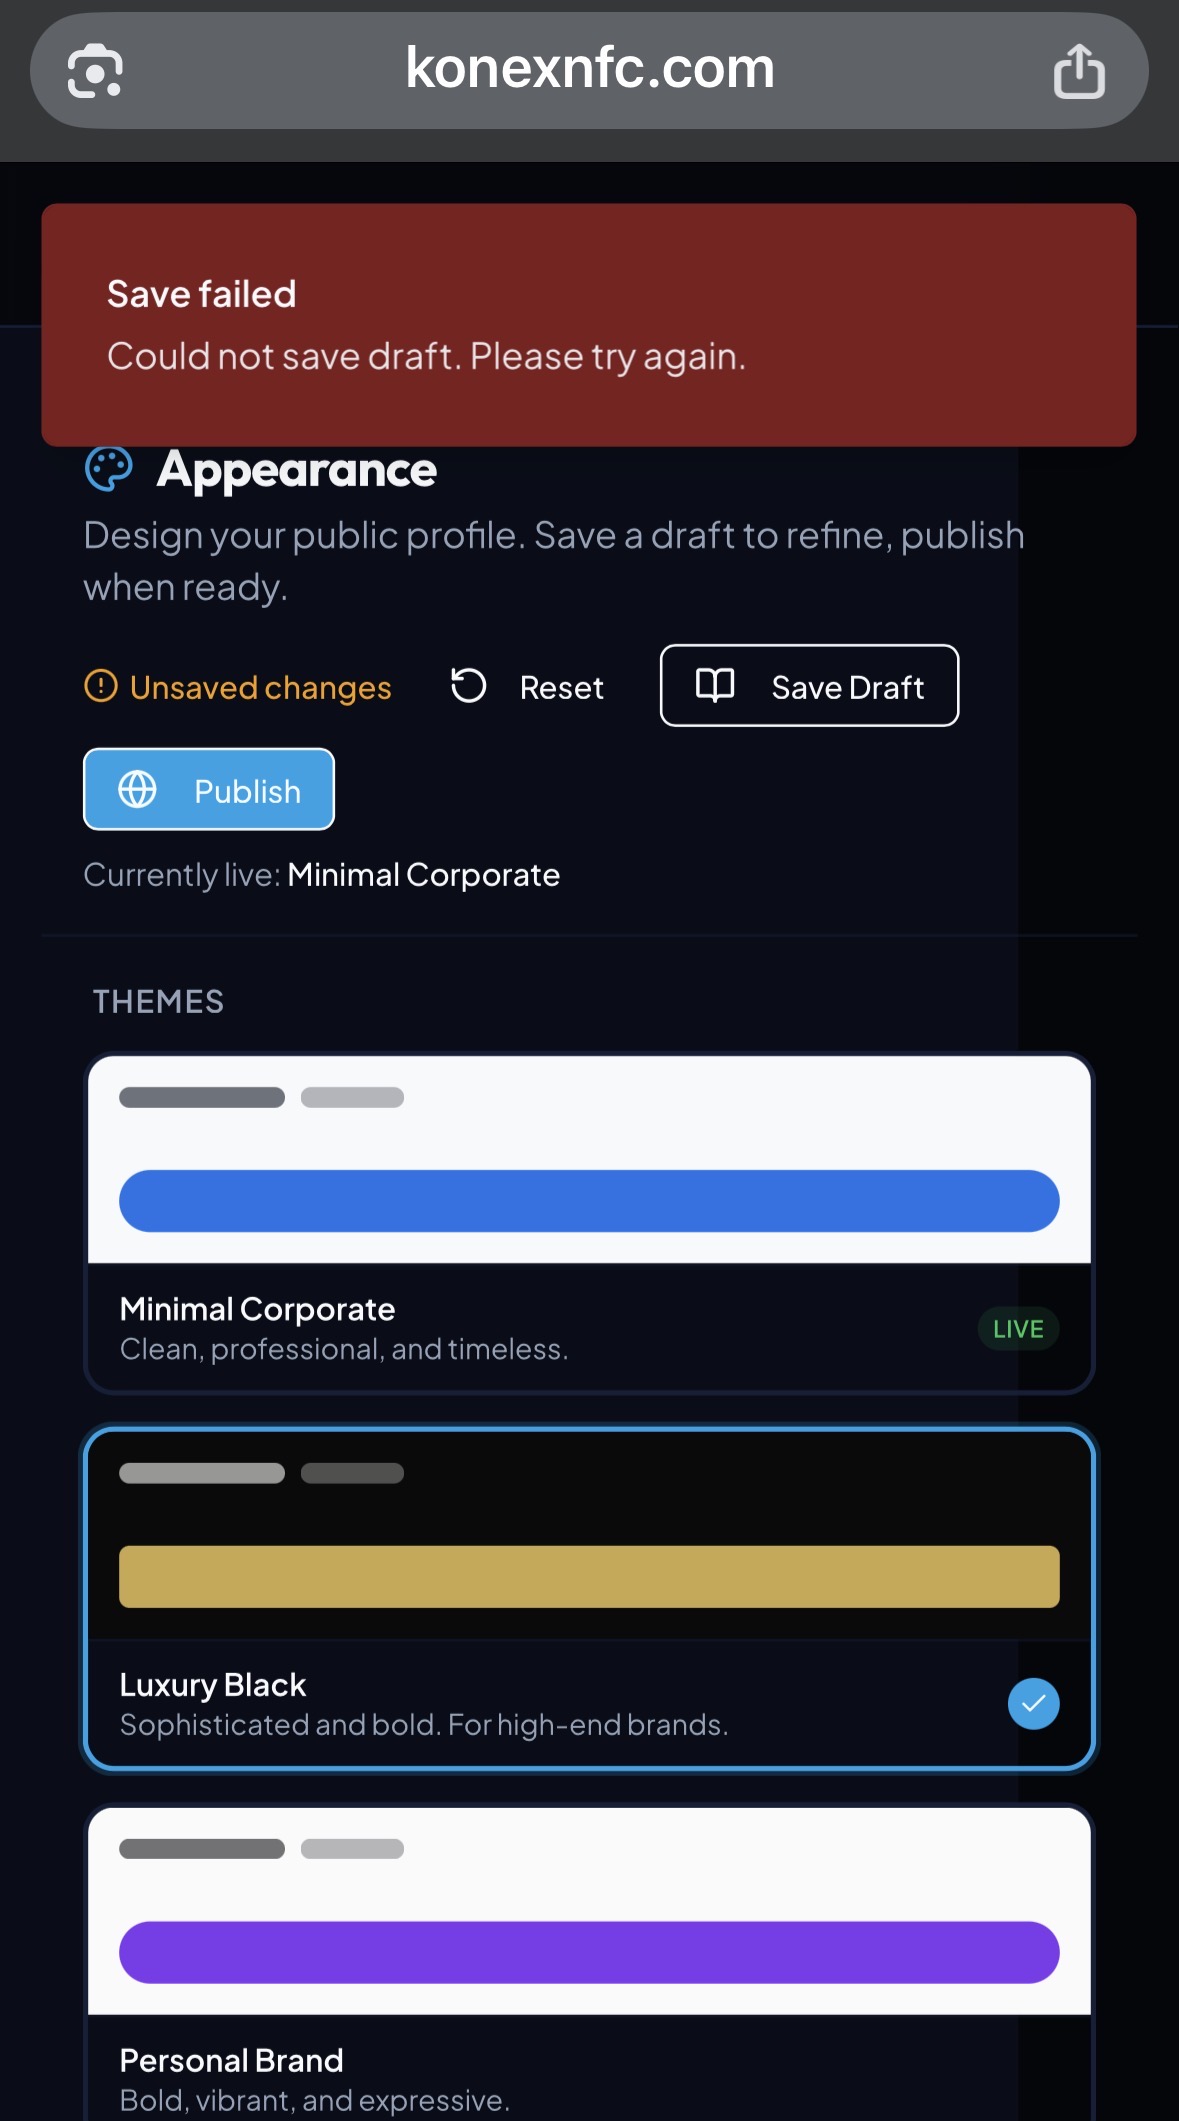 konexnfc.com
Save failed
Could not save draft. Please try again.
Appearance
Design your public profile. Save a draft to refine, publish
when ready.
Unsaved changes
Reset
Save Draft
Publish
Currently live: Minimal Corporate
THEMES
Minimal Corporate
Clean, professional, and timeless.
LIVE
Luxury Black
Sophisticated and bold. For high-end brands.
Personal Brand
Bold, vibrant, and expressive.